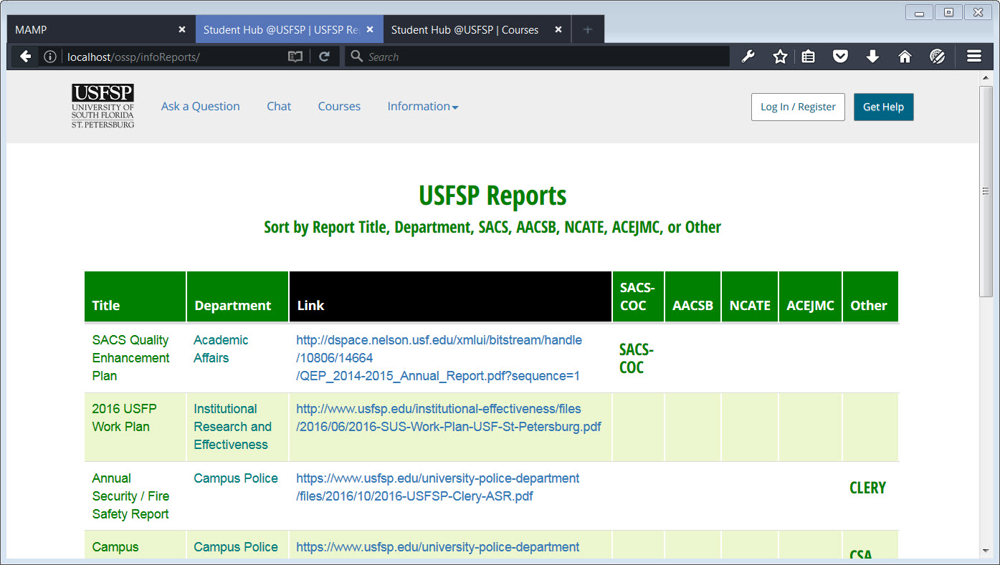 MAMP
Student Hub @USFSP | USFSP Re
Student Hub @USFSP | Courses
localhost/ossp/infoReports/
Search
USFSP
UNIVERSITY OF
SOUTH FLORIDA
ST. PETERSBURG
Ask a Question
Chat
Courses
Information
Log In / Register
Get Help
USFSP Reports
Sort by Report Title, Department, SACS, AACSB, NCATE, ACEJMC, or Other
Title
Department
Link
SACS-
COC
AACSB
NCATE
ACEJMC
Other
SACS Quality
Enhancement
Plan
Academic
Affairs
http://dspace.nelson.usf.edu/xmlui/bitstream/handle
/10806/14664
/QEP_2014-2015_Annual_Report.pdf?sequence=1
SACS-
COC
2016 USFP
Work Plan
Institutional
Research and
Effectiveness
http://www.usfsp.edu/institutional-effectiveness/files
/2016/06/2016-SUS-Work-Plan-USF-St-Petersburg.pdf
Annual
Security / Fire
Safety Report
Campus Police
https://www.usfsp.edu/university-police-department
/files/2016/10/2016-USFSP-Clery-ASR.pdf
CLERY
Campus
Campus Police
https://www.usfsp.edu/university-police-department
CSA